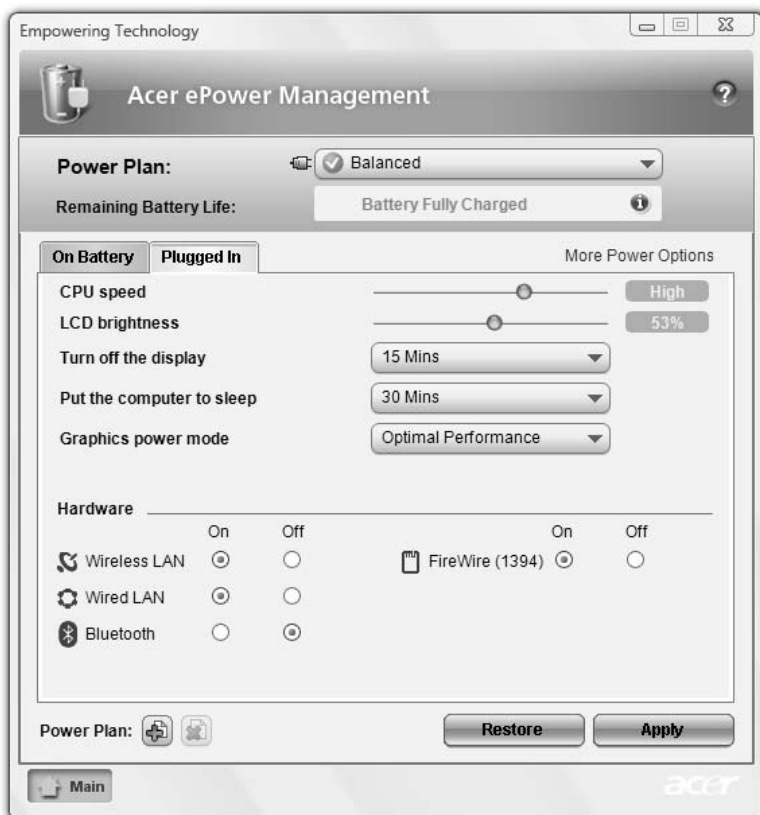 Empowering Technology
Acer ePower Management ?
Power Plan: Balanced
Remaining Battery Life: Battery Fully Charged
On Battery Plugged In More Power Options
CPU speed High
LCD brightness 53%
Turn off the display 15 Mins
Put the computer to sleep 30 Mins
Graphics power mode Optimal Performance
Hardware
On Off On Off
Wireless LAN FireWire (1394)
Wired LAN
Bluetooth
Power Plan: Restore Apply
Main acer